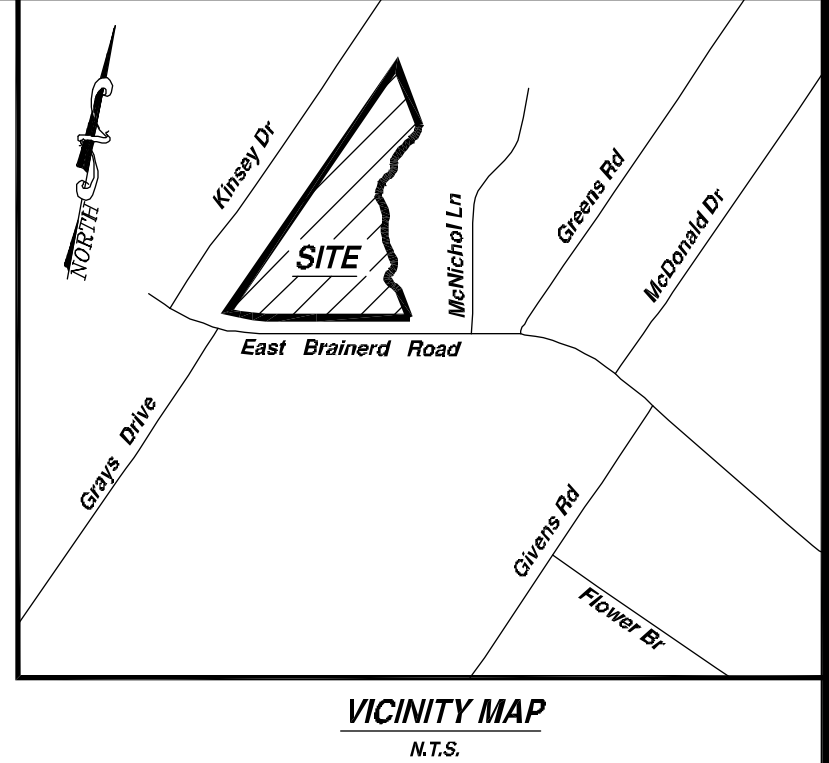 Kinsey Dr
NORTH
SITE
McNichol Ln
Greens Rd
McDonald Dr
East Brainerd Road
Grays Drive
Givens Rd
Flower Br
VICINITY MAP
N.T.S.